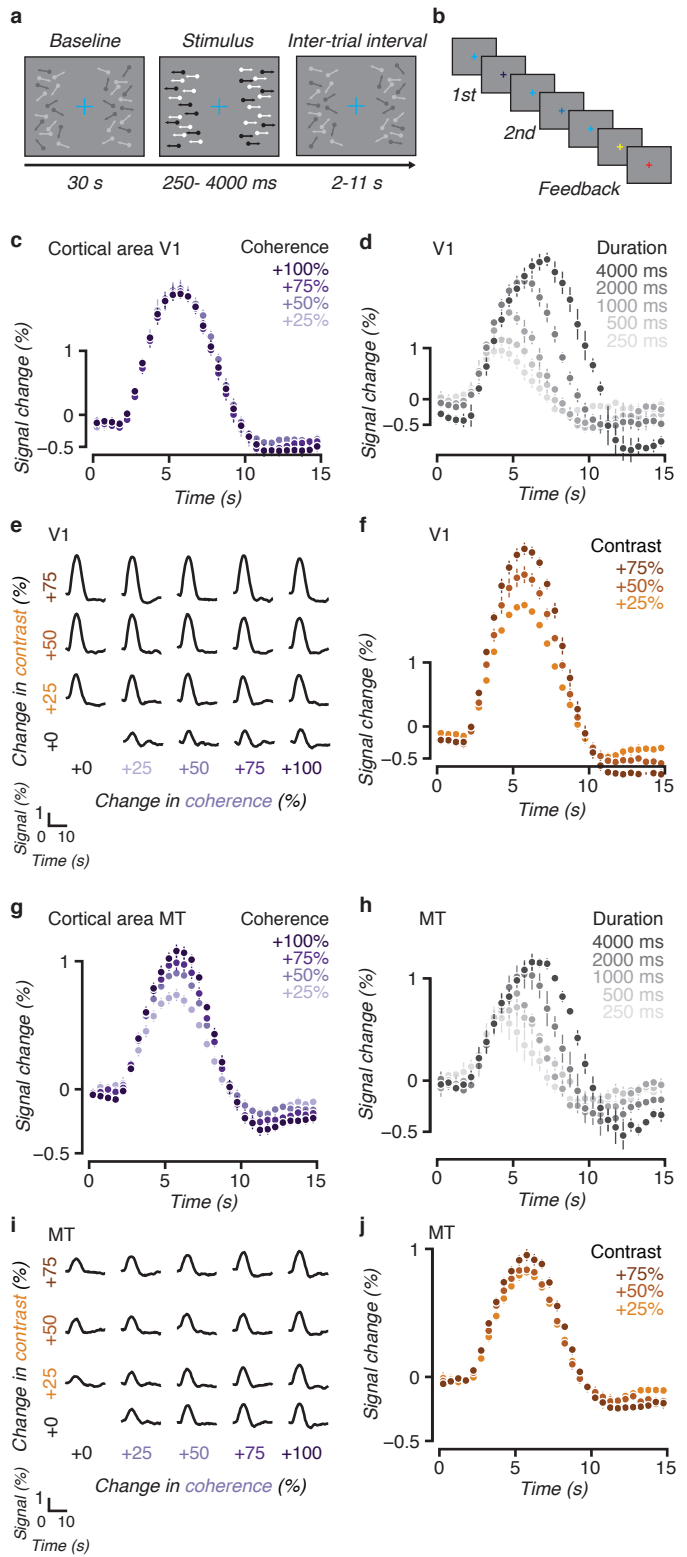 a
Baseline
Stimulus
Inter-trial interval
30 s
250- 4000 ms
2-11 s
b
1st
2nd
Feedback
c
Cortical area V1
Coherence
+100%
+75%
+50%
+25%
Signal change (%)
1
0
−0.5
0
5
10
15
Time (s)
d
V1
Duration
4000 ms
2000 ms
1000 ms
500 ms
250 ms
Signal change (%)
1
0
−0.5
0
5
10
15
Time (s)
e
V1
Change in contrast (%)
+75
+50
+25
+0
+0
+25
+50
+75
+100
Change in coherence (%)
Signal (%)
1
0
10
Time (s)
f
V1
Contrast
+75%
+50%
+25%
Signal change (%)
1
0
−0.5
0
5
10
15
Time (s)
g
Cortical area MT
Coherence
+100%
+75%
+50%
+25%
Signal change (%)
1
0
−0.5
0
5
10
15
Time (s)
h
MT
Duration
4000 ms
2000 ms
1000 ms
500 ms
250 ms
Signal change (%)
1
0
−0.5
0
5
10
15
Time (s)
i
MT
Change in contrast (%)
+75
+50
+25
+0
+0
+25
+50
+75
+100
Change in coherence (%)
Signal (%)
1
0
10
Time (s)
j
MT
Contrast
+75%
+50%
+25%
Signal change (%)
1
0
−0.5
0
5
10
15
Time (s)